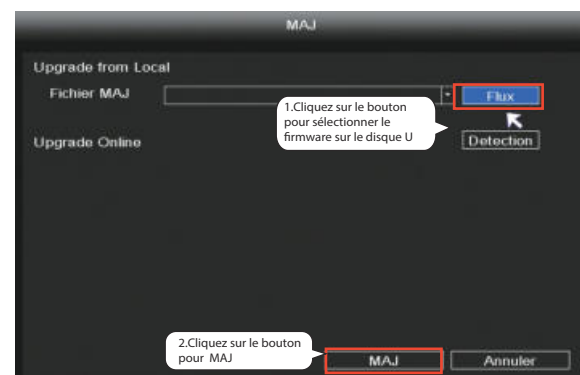 MAJ
Upgrade from Local
Fichier MAJ
Flux
1.Cliquez sur le bouton
pour sélectionner le
firmware sur le disque U
Upgrade Online
Detection
2.Cliquez sur le bouton
pour MAJ
MAJ
Annuler